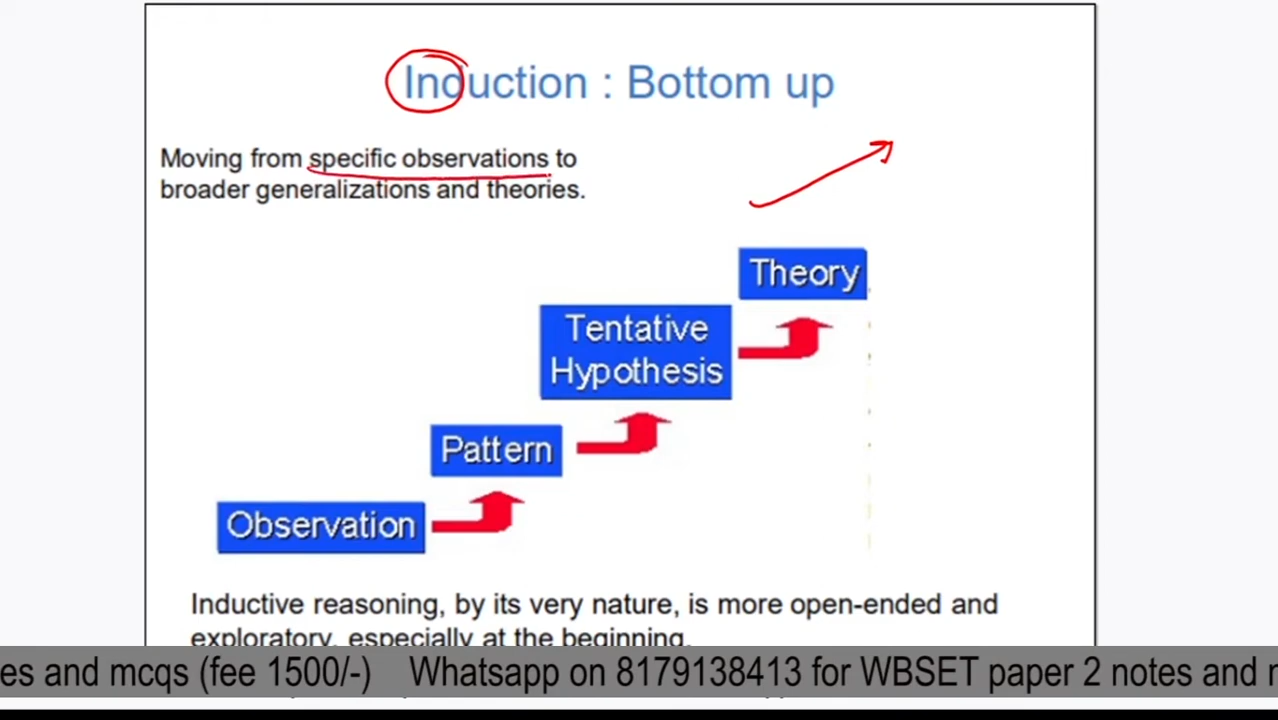 Induction : Bottom up
Moving from specific observations to
broader generalizations and theories.
Theory
Tentative
Hypothesis
Pattern
Observation
Inductive reasoning, by its very nature, is more open-ended and
exploratory, especially at the beginning.
es and mcqs (fee 1500/-) Whatsapp on 8179138413 for WBSET paper 2 notes and